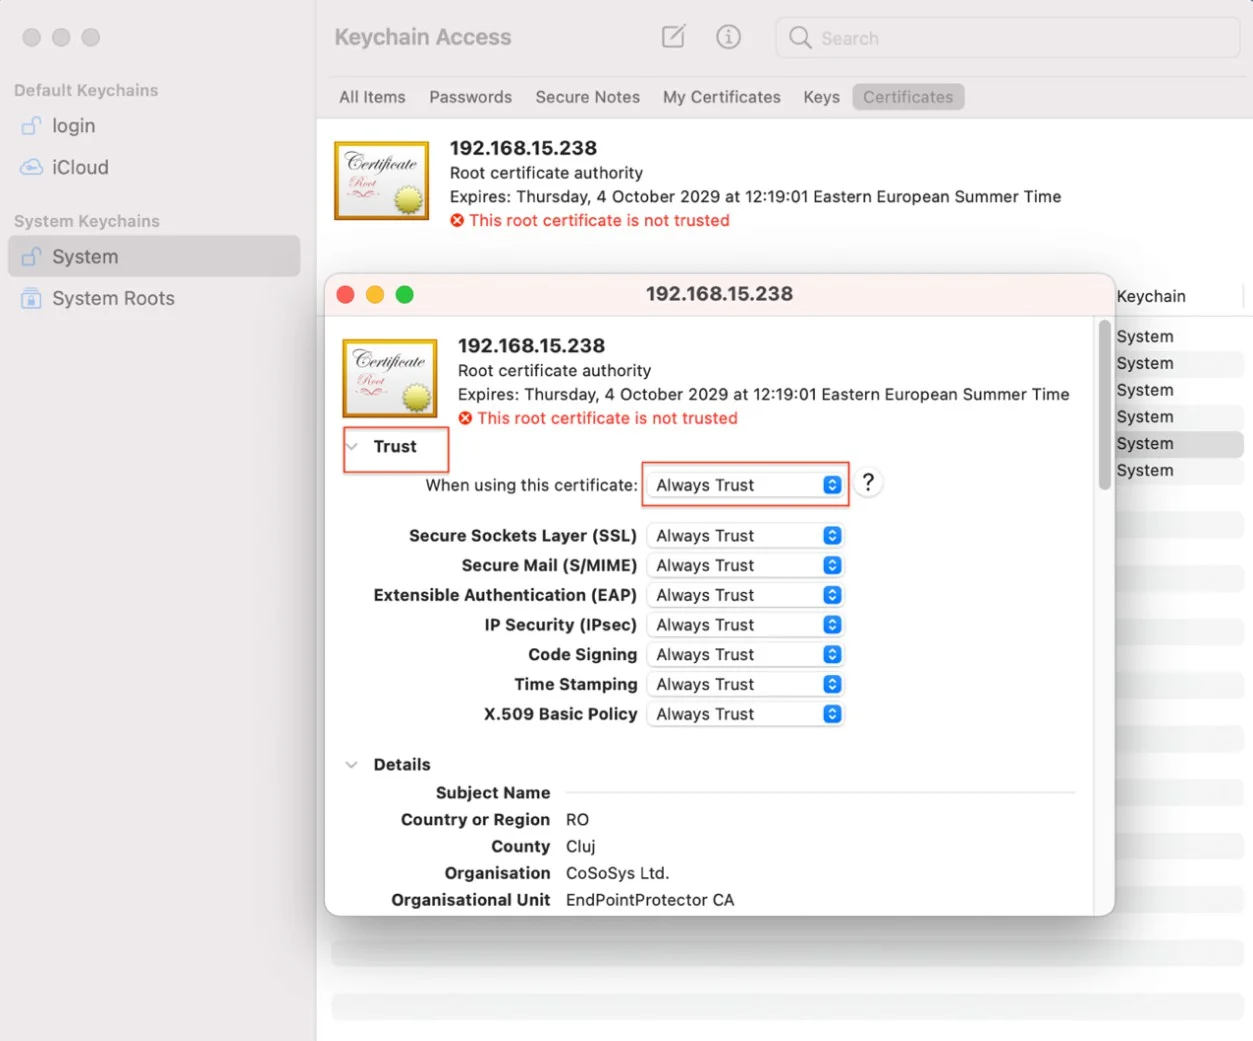 Keychain Access
Search
Default Keychains
login
iCloud
System Keychains
System
System Roots
All Items Passwords Secure Notes My Certificates Keys Certificates
Certificate
Root
192.168.15.238
Root certificate authority
Expires: Thursday, 4 October 2029 at 12:19:01 Eastern European Summer Time
This root certificate is not trusted
Keychain
System
System
System
System
System
System
192.168.15.238
Certificate
Root
192.168.15.238
Root certificate authority
Expires: Thursday, 4 October 2029 at 12:19:01 Eastern European Summer Time
This root certificate is not trusted
Trust
When using this certificate: Always Trust ?
Secure Sockets Layer (SSL) Always Trust
Secure Mail (S/MIME) Always Trust
Extensible Authentication (EAP) Always Trust
IP Security (IPsec) Always Trust
Code Signing Always Trust
Time Stamping Always Trust
X.509 Basic Policy Always Trust
Details
Subject Name
Country or Region RO
County Cluj
Organisation CoSoSys Ltd.
Organisational Unit EndPointProtector CA